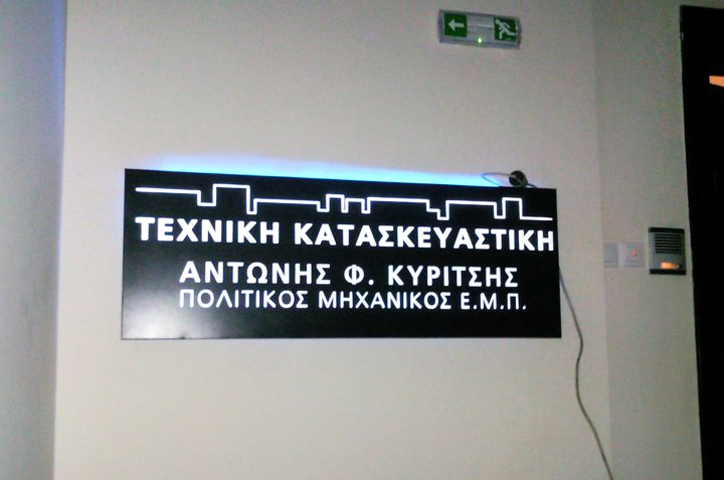 ΤΕΧΝΙΚΗ ΚΑΤΑΣΚΕΥΑΣΤΙΚΗ
ΑΝΤΩΝΗΣ Φ. ΚΥΡΙΤΣΗΣ
ΠΟΛΙΤΙΚΟΣ ΜΗΧΑΝΙΚΟΣ Ε.Μ.Π.